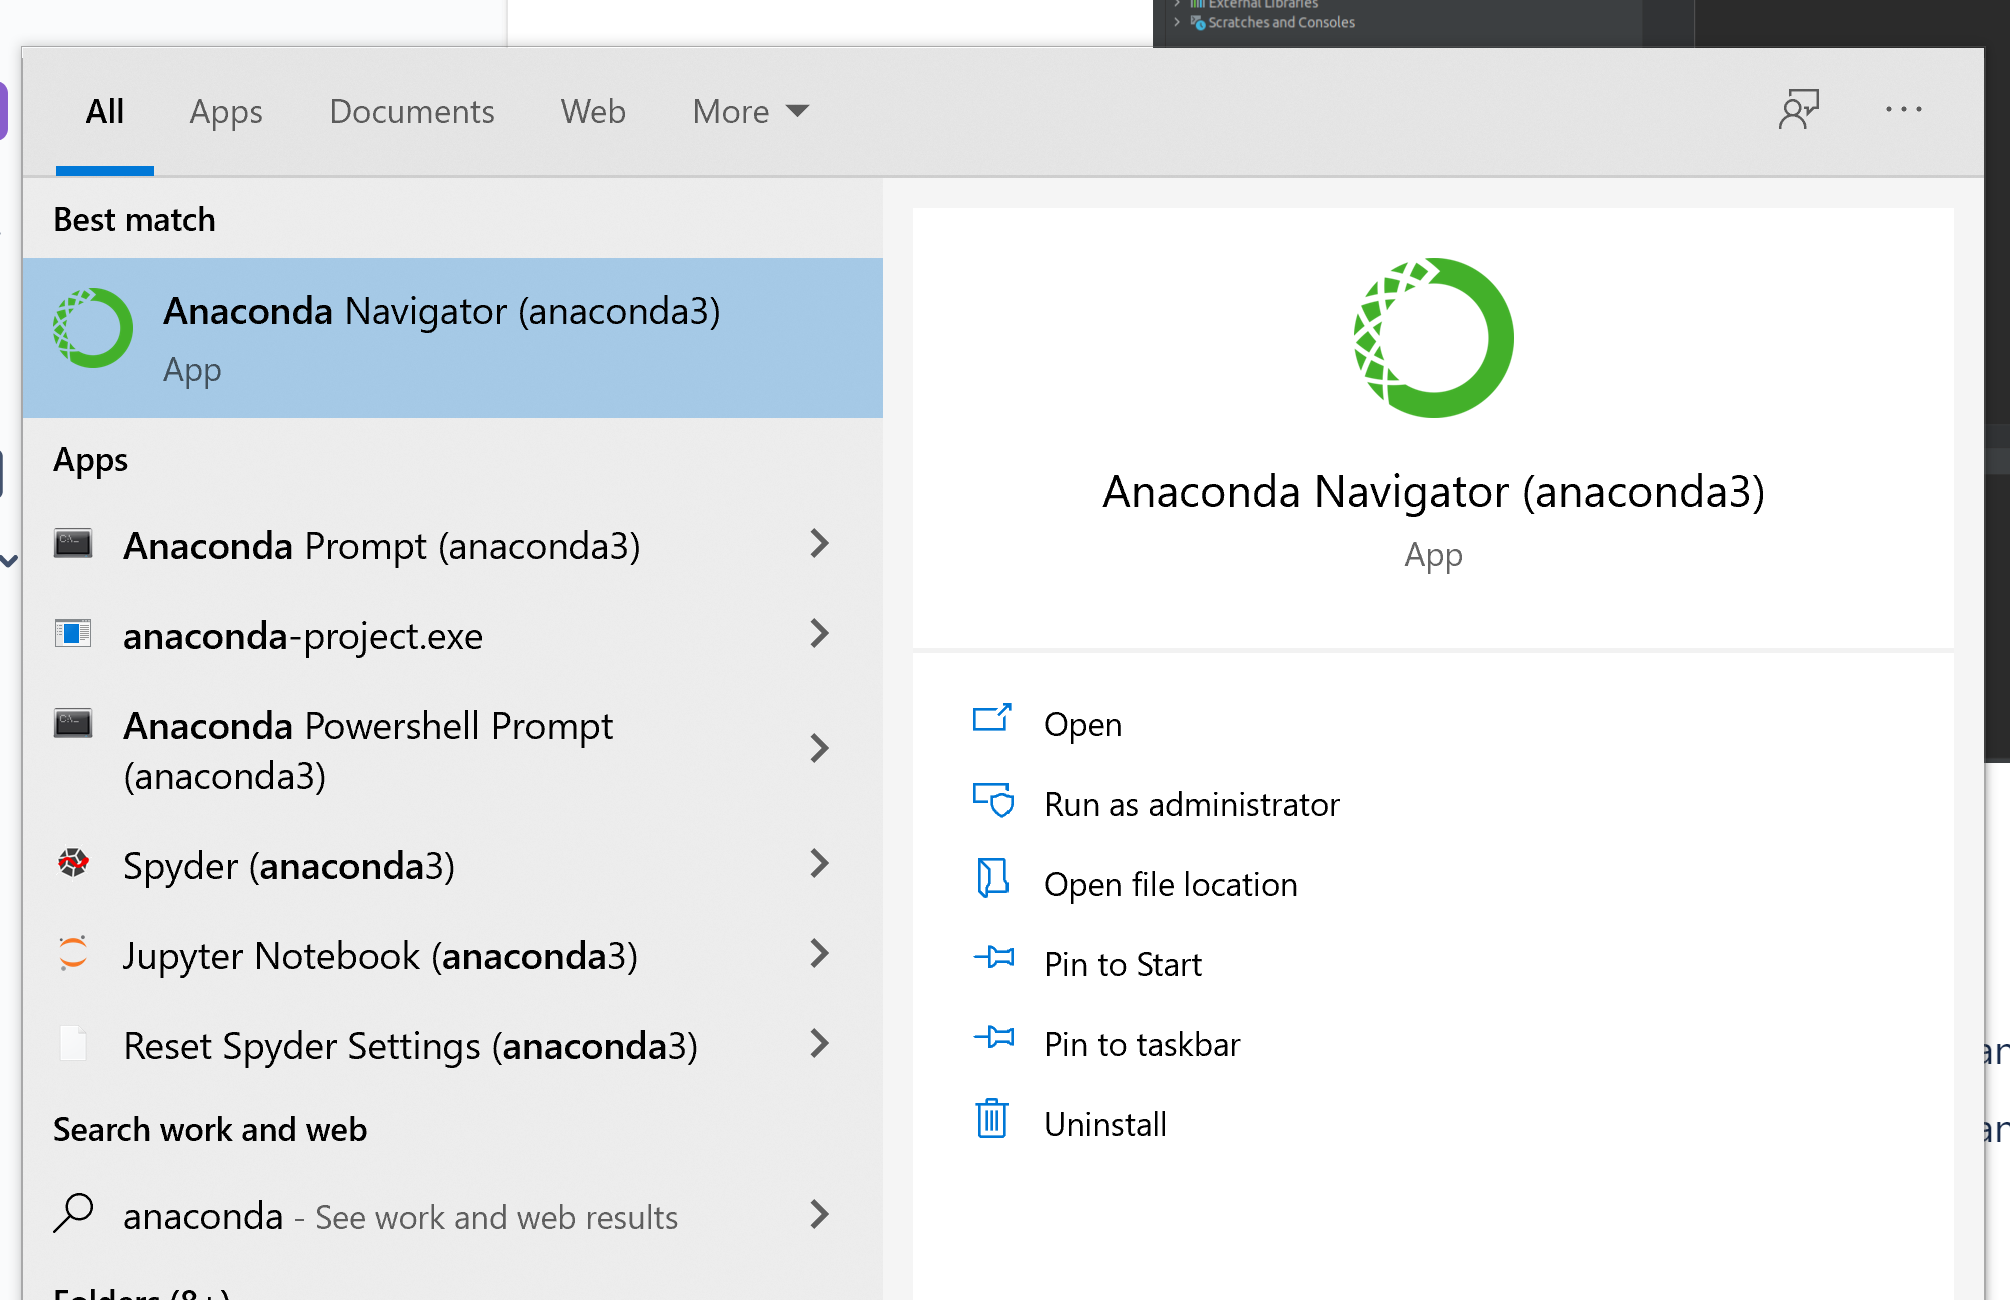 External Libraries
Scratches and Consoles
All Apps Documents Web More
Best match
Anaconda Navigator (anaconda3)
App
Apps
Anaconda Prompt (anaconda3)
anaconda-project.exe
Anaconda Powershell Prompt
(anaconda3)
Spyder (anaconda3)
Jupyter Notebook (anaconda3)
Reset Spyder Settings (anaconda3)
Search work and web
anaconda - See work and web results
Folders (8+)
Anaconda Navigator (anaconda3)
App
Open
Run as administrator
Open file location
Pin to Start
Pin to taskbar
Uninstall